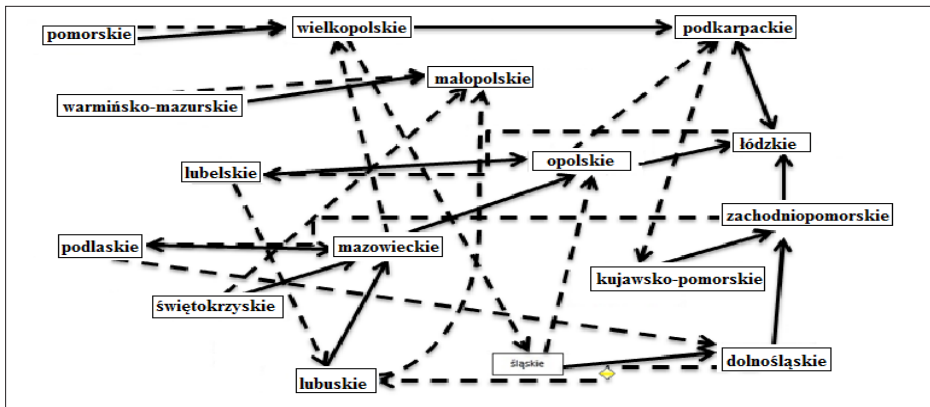 pomorskie
wielkopolskie
podkarpackie
małopolskie
warmińsko-mazurskie
łódzkie
opolskie
lubelskie
zachodniopomorskie
podlaskie
mazowieckie
kujawsko-pomorskie
świętokrzyskie
śląskie
dolnośląskie
lubuskie